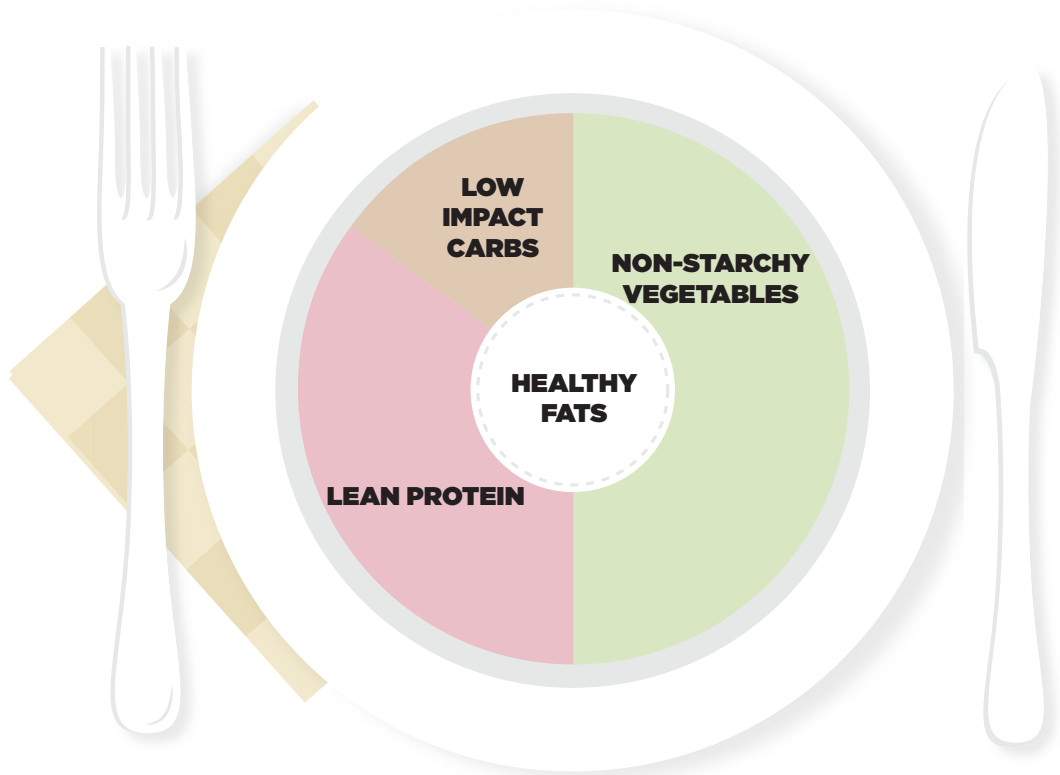 LOW
IMPACT
CARBS
NON-STARCHY
VEGETABLES
HEALTHY
FATS
LEAN PROTEIN